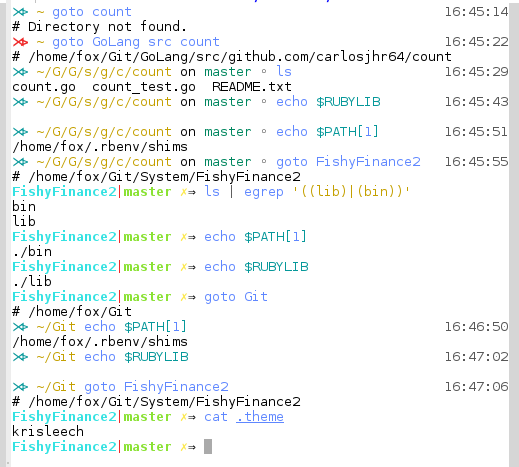 ⋊> ~ goto count 16:45:14
# Directory not found.
⋊> ~ goto GoLang src count 16:45:22
# /home/fox/Git/GoLang/src/github.com/carlosjhr64/count
⋊> ~/G/G/s/g/c/count on master ◦ ls 16:45:29
count.go  count_test.go  README.txt
⋊> ~/G/G/s/g/c/count on master ◦ echo $RUBYLIB 16:45:43

⋊> ~/G/G/s/g/c/count on master ◦ echo $PATH[1] 16:45:51
/home/fox/.rbenv/shims
⋊> ~/G/G/s/g/c/count on master ◦ goto FishyFinance2 16:45:55
# /home/fox/Git/System/FishyFinance2
FishyFinance2|master ⚡⇒ ls | egrep '((lib)|(bin))'
bin
lib
FishyFinance2|master ⚡⇒ echo $PATH[1]
./bin
FishyFinance2|master ⚡⇒ echo $RUBYLIB
./lib
FishyFinance2|master ⚡⇒ goto Git
# /home/fox/Git
⋊> ~/Git echo $PATH[1] 16:46:50
/home/fox/.rbenv/shims
⋊> ~/Git echo $RUBYLIB 16:47:02

⋊> ~/Git goto FishyFinance2 16:47:06
# /home/fox/Git/System/FishyFinance2
FishyFinance2|master ⚡⇒ cat .theme
krisleech
FishyFinance2|master ⚡⇒